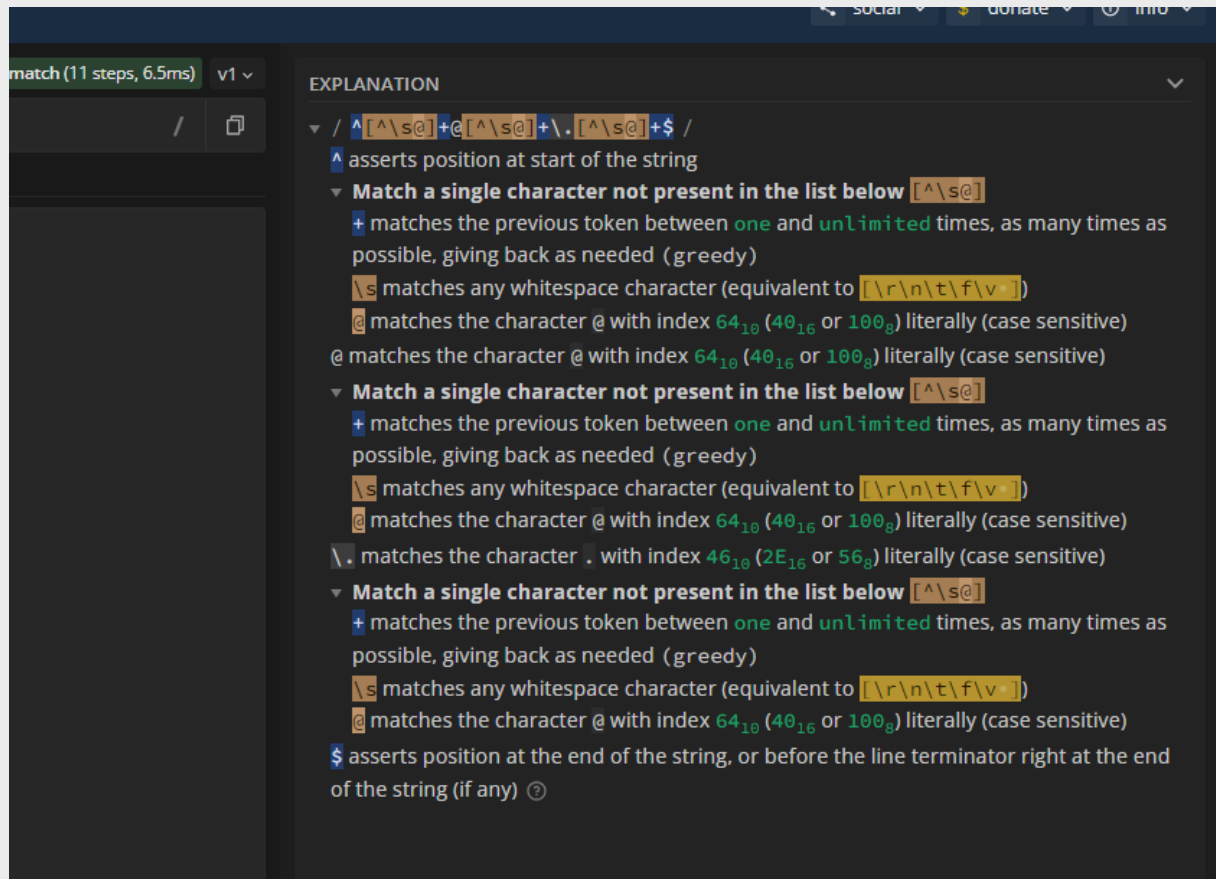 social
donate
info
match (11 steps, 6.5ms)
v1
EXPLANATION
/
/ ^[^\s@]+@[^\s@]+\.[^\s@]+$ /
^ asserts position at start of the string
Match a single character not present in the list below [^\s@]
+ matches the previous token between one and unlimited times, as many times as
possible, giving back as needed (greedy)
\s matches any whitespace character (equivalent to [\r\n\t\f\v ])
@ matches the character @ with index 64₁₀ (40₁₆ or 100₈) literally (case sensitive)
@ matches the character @ with index 64₁₀ (40₁₆ or 100₈) literally (case sensitive)
Match a single character not present in the list below [^\s@]
+ matches the previous token between one and unlimited times, as many times as
possible, giving back as needed (greedy)
\s matches any whitespace character (equivalent to [\r\n\t\f\v ])
@ matches the character @ with index 64₁₀ (40₁₆ or 100₈) literally (case sensitive)
\. matches the character . with index 46₁₀ (2E₁₆ or 56₈) literally (case sensitive)
Match a single character not present in the list below [^\s@]
+ matches the previous token between one and unlimited times, as many times as
possible, giving back as needed (greedy)
\s matches any whitespace character (equivalent to [\r\n\t\f\v ])
@ matches the character @ with index 64₁₀ (40₁₆ or 100₈) literally (case sensitive)
$ asserts position at the end of the string, or before the line terminator right at the end
of the string (if any)